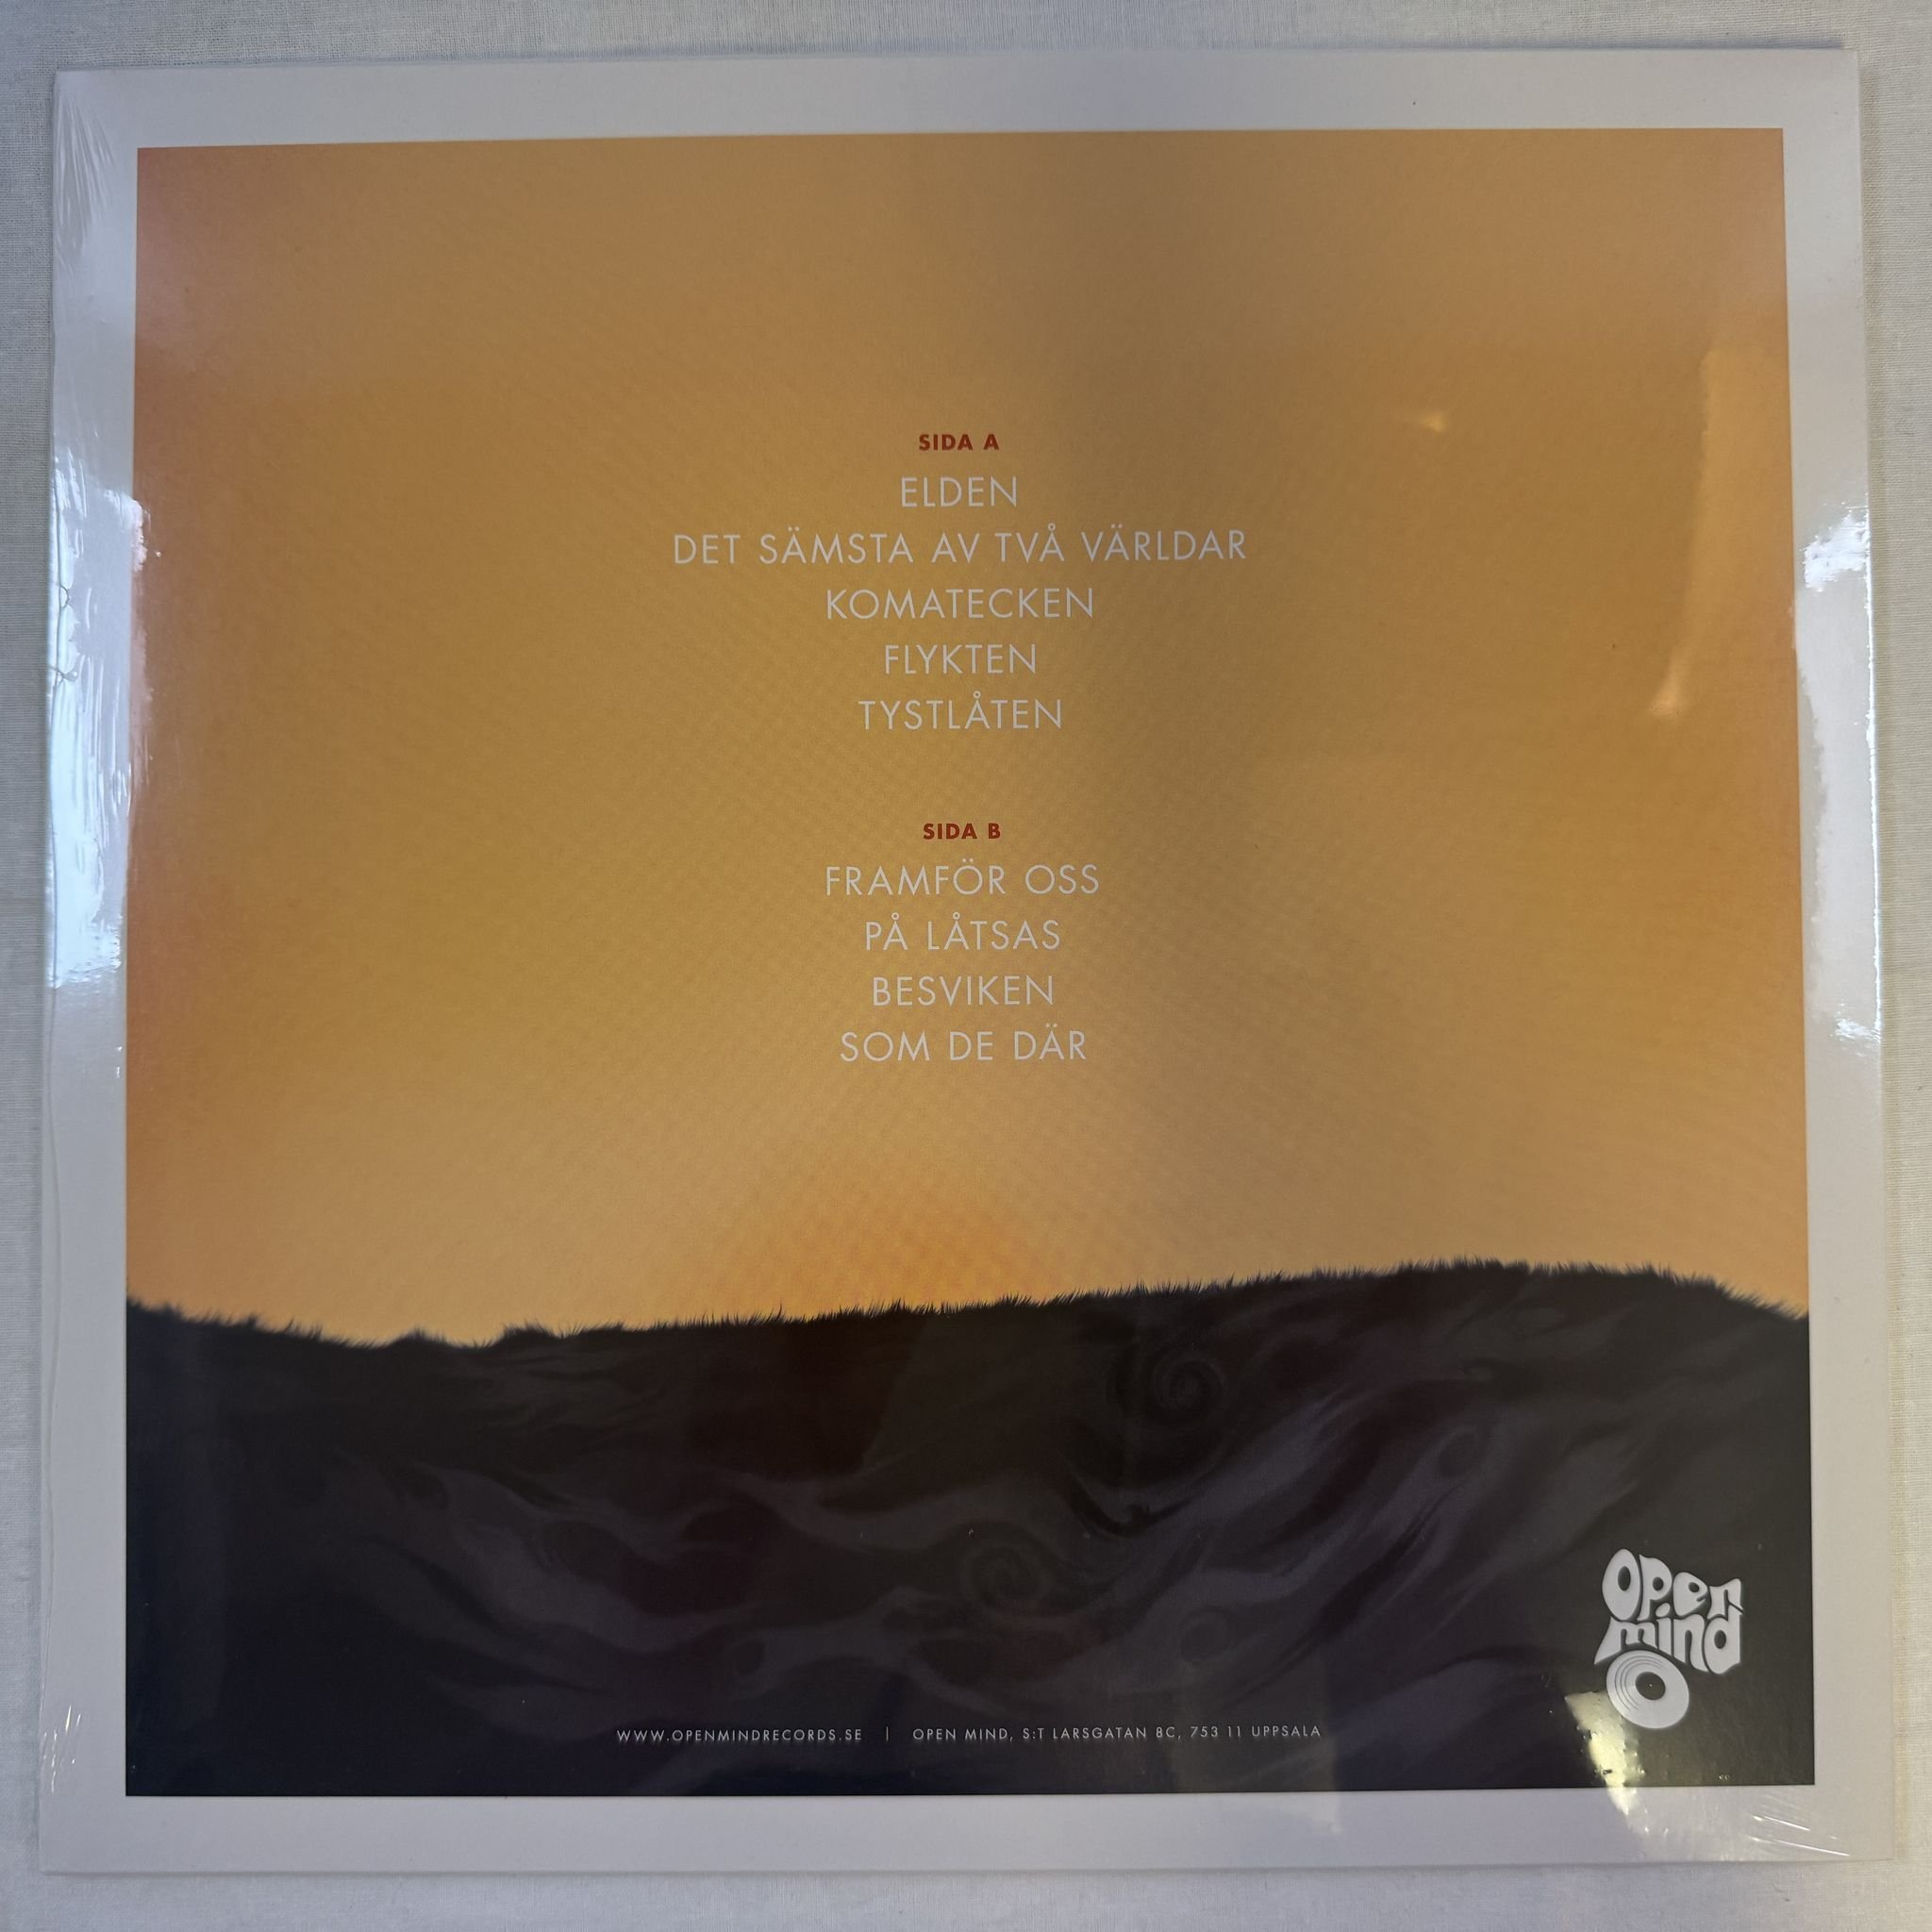 SIDA A
ELDEN
DET SÄMSTA AV TVÅ VÄRLDAR
KOMATECKEN
FLYKTEN
TYSTLÅTEN
SIDA B
FRAMFÖR OSS
PÅ LÅTSAS
BESVIKEN
SOM DE DÄR
open
mind
WWW.OPENMINDRECORDS.SE | OPEN MIND, S:T LARSGATAN 8C, 753 11 UPPSALA